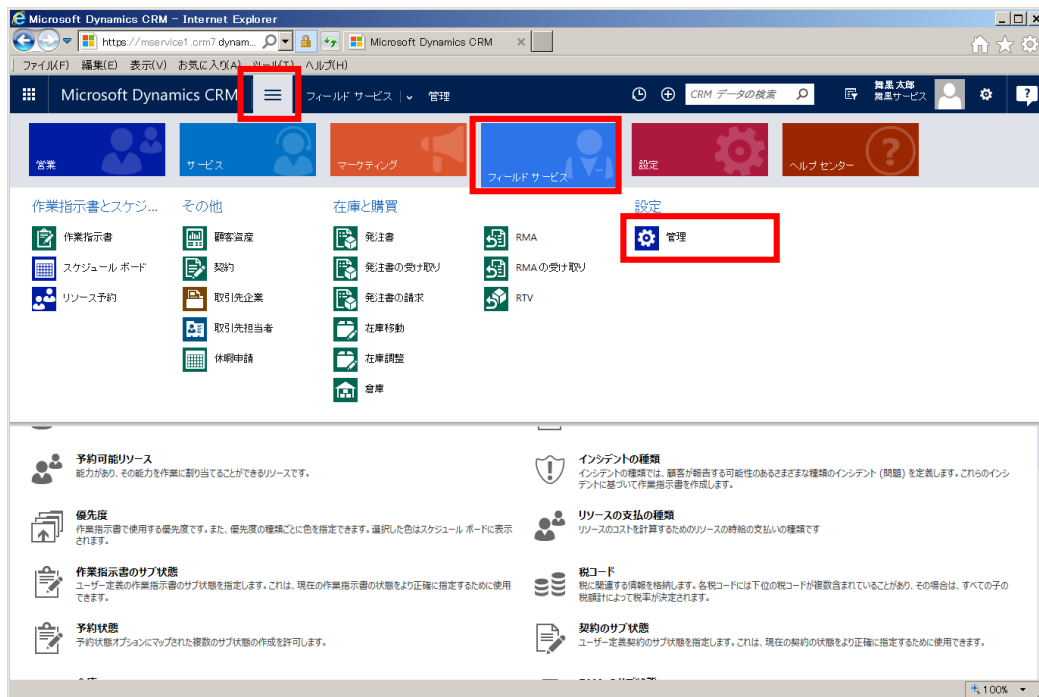 Microsoft Dynamics CRM - Internet Explorer
https://mservice1.crm7.dynam...
Microsoft Dynamics CRM
ファイル(F) 編集(E) 表示(V) お気に入り(A) ツール(T) ヘルプ(H)
Microsoft Dynamics CRM
フィールド サービス
管理
CRM データの検索
舞黒 太郎
舞黒サービス
営業
サービス
マーケティング
フィールド サービス
設定
ヘルプ センター
作業指示書とスケジ...
その他
在庫と購買
設定
作業指示書
顧客資産
発注書
RMA
管理
スケジュール ボード
契約
発注書の受け取り
RMAの受け取り
リソース予約
取引先企業
発注書の請求
RTV
取引先担当者
在庫移動
休暇申請
在庫調整
倉庫
予約可能リソース
能力があり、その能力を作業に割り当てることができるリソースです。
インシデントの種類
インシデントの種類では、顧客が報告する可能性のあるさまざまな種類のインシデント (問題) を定義します。これらのインシ
デントに基づいて作業指示書を作成します。
優先度
作業指示書で使用する優先度です。また、優先度の種類ごとに色を指定できます。選択した色はスケジュール ボードに表示
されます。
リソースの支払の種類
リソースのコストを計算するためのリソースの時給の支払いの種類です
作業指示書のサブ状態
ユーザー定義の作業指示書のサブ状態を指定します。これは、現在の作業指示書の状態をより正確に指定するために使用
できます。
税コード
税に関連する情報を格納します。各税コードには下位の税コードが複数含まれていることがあり、その場合は、すべての子の
税額計によって税率が決定されます。
予約状態
予約状態オプションにマップされた複数のサブ状態の作成を許可します。
契約のサブ状態
ユーザー定義契約のサブ状態を指定します。これは、現在の契約の状態をより正確に指定するために使用できます。
100%